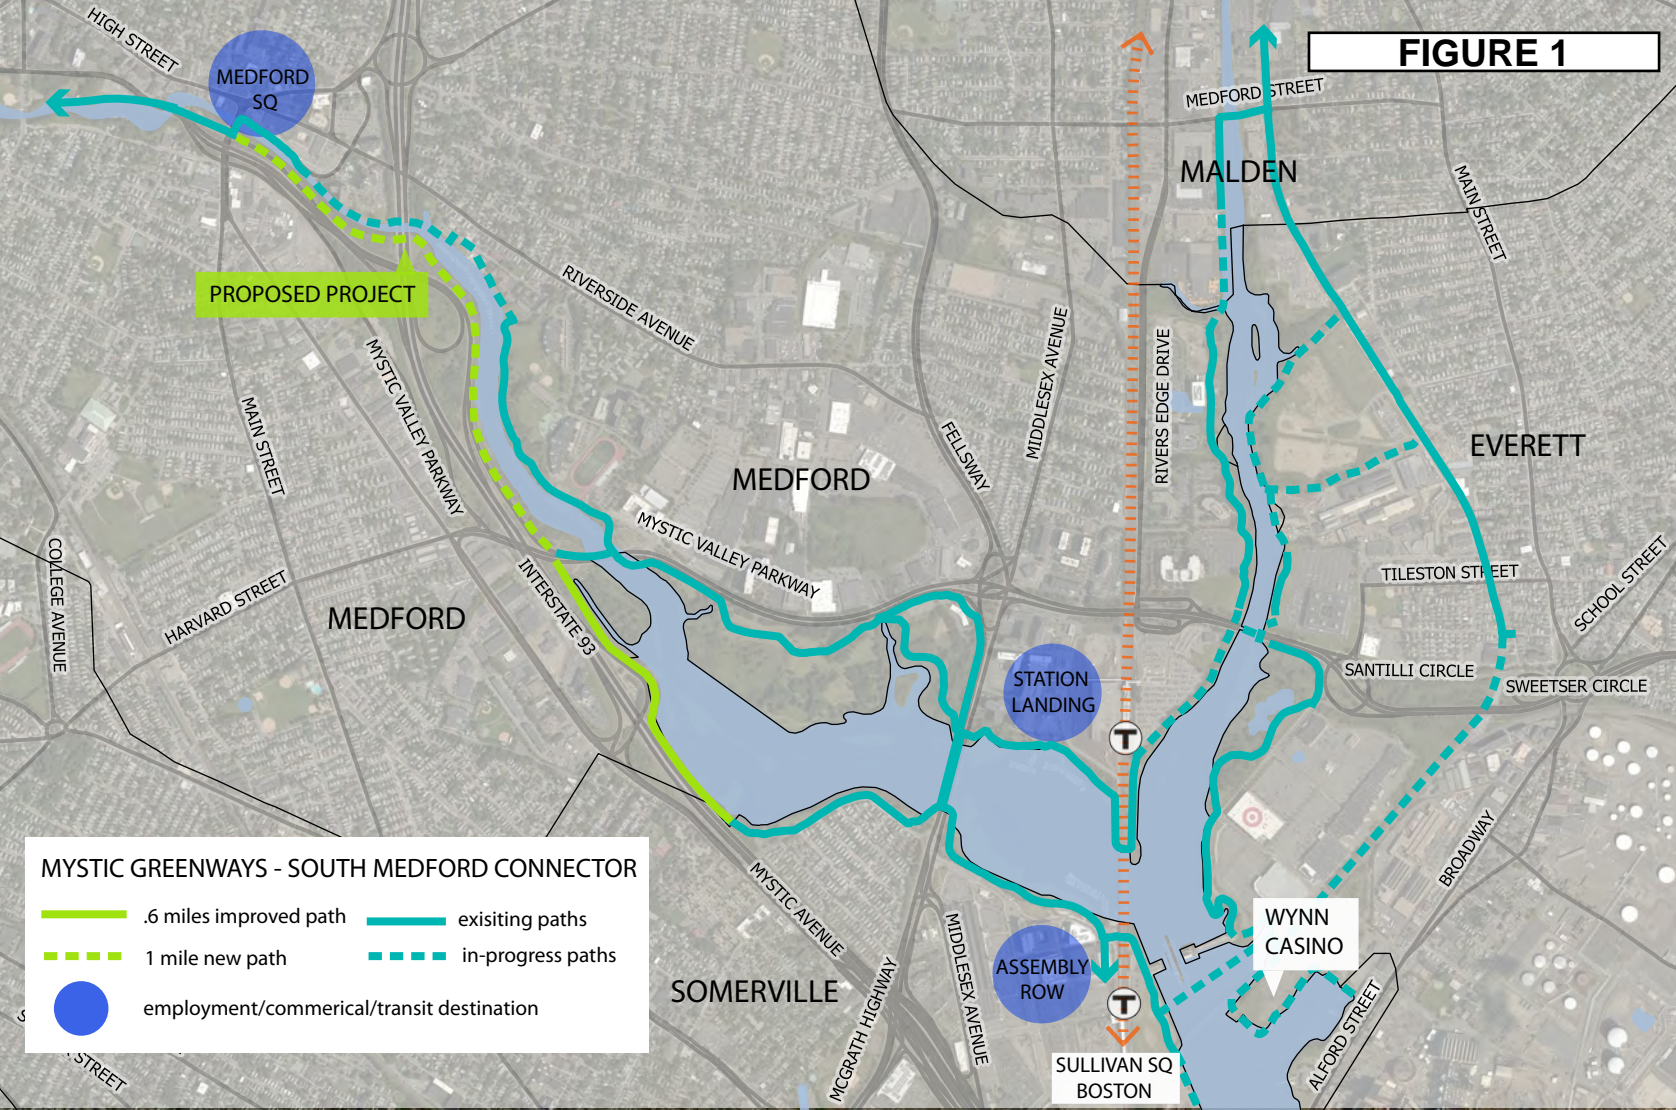 FIGURE 1
HIGH STREET
MEDFORD
SQ
MEDFORD STREET
MALDEN
MAIN STREET
PROPOSED PROJECT
RIVERSIDE AVENUE
MYSTIC VALLEY PARKWAY
MAIN STREET
MIDDLESEX AVENUE
RIVERS EDGE DRIVE
FELLSWAY
EVERETT
MEDFORD
MYSTIC VALLEY PARKWAY
COLLEGE AVENUE
HARVARD STREET
INTERSTATE 93
MEDFORD
TILESTON STREET
SCHOOL STREET
SANTILLI CIRCLE
SWEETSER CIRCLE
STATION
LANDING
T
BROADWAY
MYSTIC GREENWAYS - SOUTH MEDFORD CONNECTOR
.6 miles improved path
exisiting paths
1 mile new path
in-progress paths
employment/commerical/transit destination
MYSTIC AVENUE
MIDDLESEX AVENUE
MCGRATH HIGHWAY
SOMERVILLE
ASSEMBLY
ROW
T
WYNN
CASINO
ALFORD STREET
SULLIVAN SQ
BOSTON
STREET